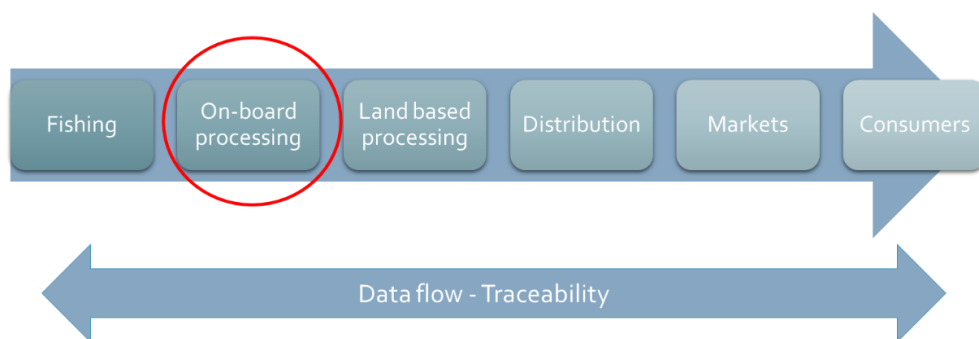 Fishing
On-board
processing
Land based
processing
Distribution
Markets
Consumers
Data flow - Traceability